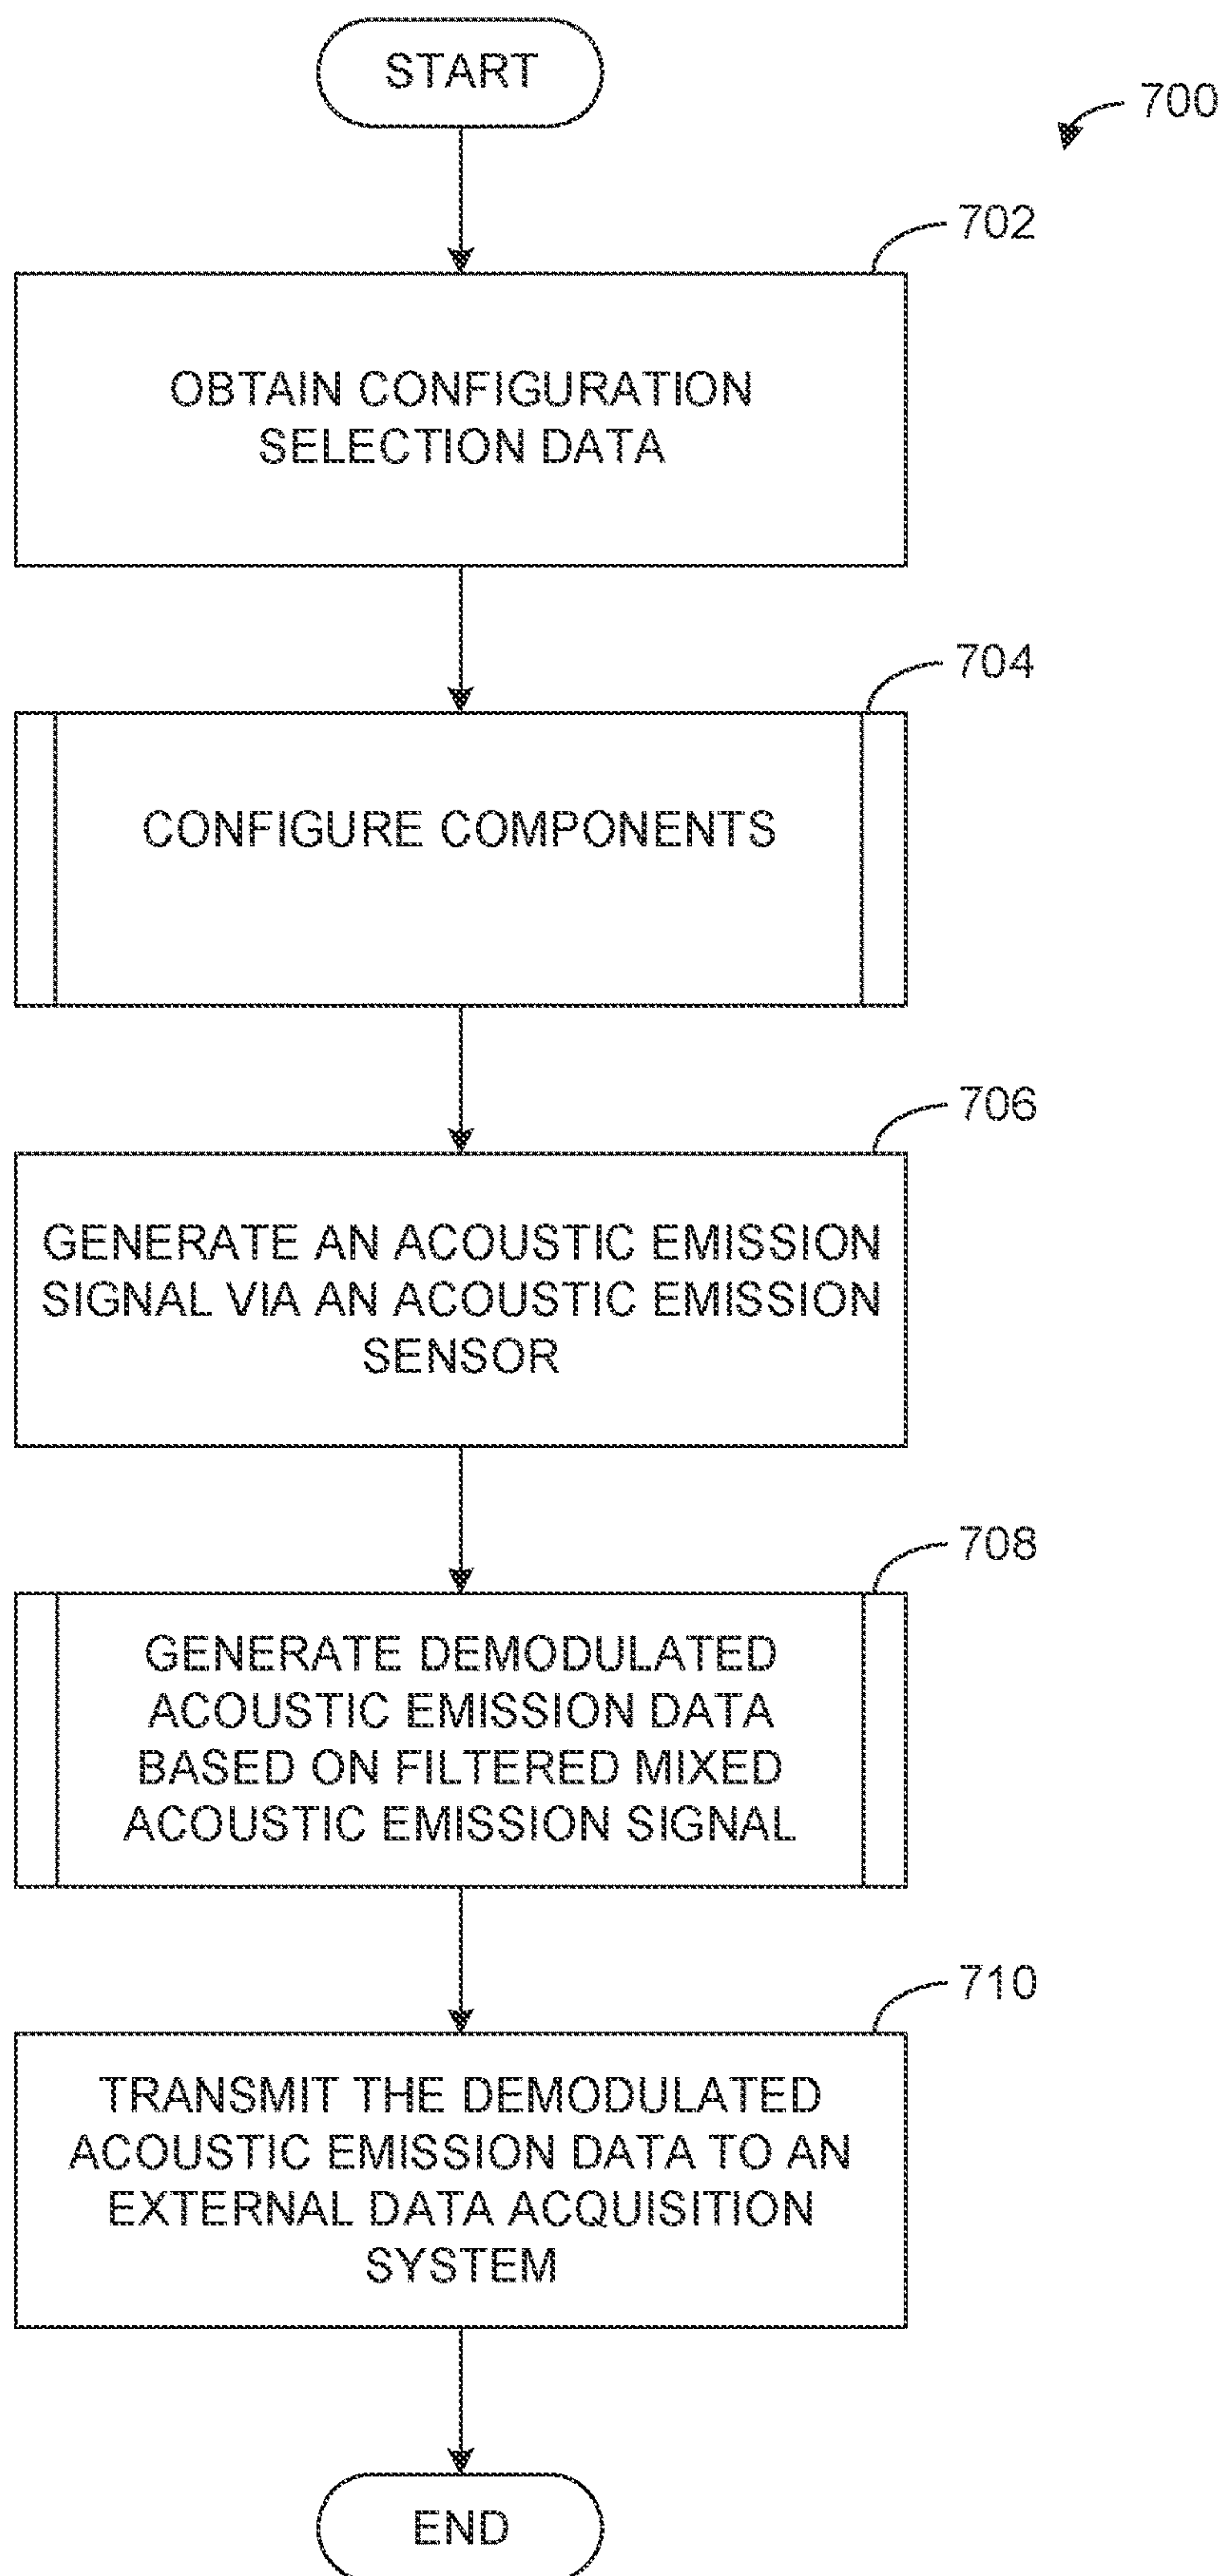 START
700
702
OBTAIN CONFIGURATION
SELECTION DATA
704
CONFIGURE COMPONENTS
706
GENERATE AN ACOUSTIC EMISSION
SIGNAL VIA AN ACOUSTIC EMISSION
SENSOR
708
GENERATE DEMODULATED
ACOUSTIC EMISSION DATA
BASED ON FILTERED MIXED
ACOUSTIC EMISSION SIGNAL
710
TRANSMIT THE DEMODULATED
ACOUSTIC EMISSION DATA TO AN
EXTERNAL DATA ACQUISITION
SYSTEM
END